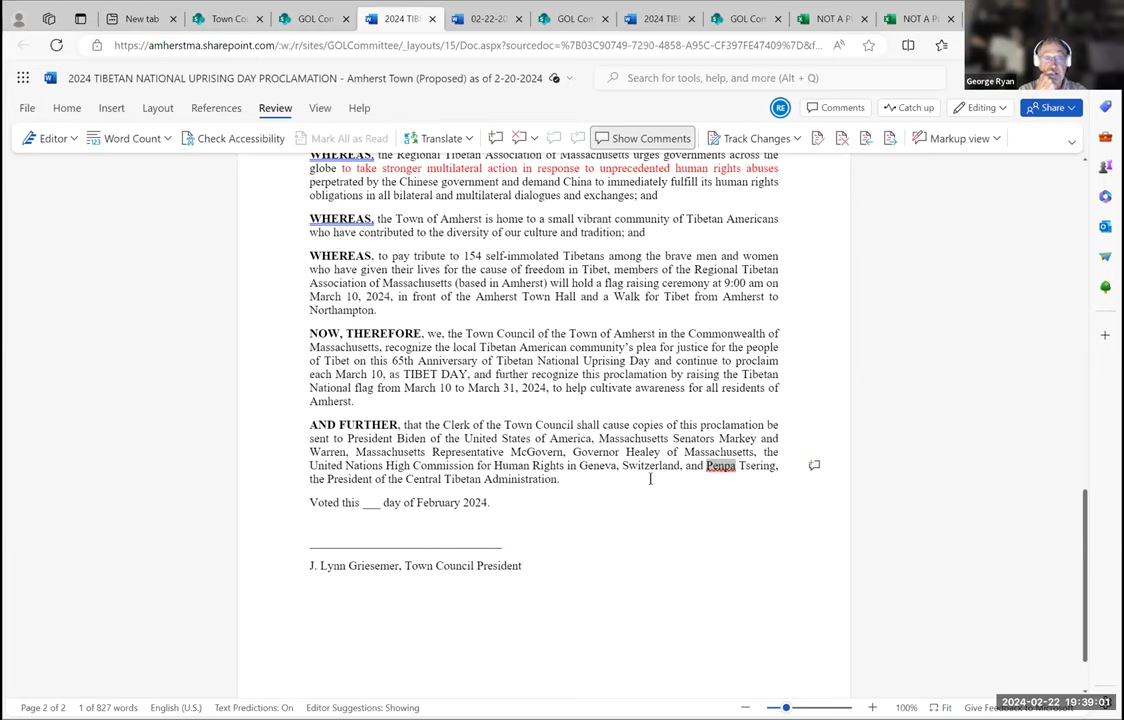 New tab
Town Cou
GOL Comm
2024 TIBE
02-22-202
GOL Com
2024 TIB
GOL Com
NOT A PU
NOT A PU
https://amherstma.sharepoint.com/:w:/r/sites/GOLCommittee/_layouts/15/Doc.aspx?sourcedoc=%7B03C90749-7290-4858-A95C-CF397FE47409%7D&f...
George Ryan
2024 TIBETAN NATIONAL UPRISING DAY PROCLAMATION - Amherst Town (Proposed) as of 2-20-2024
Search for tools, help, and more (Alt + Q)
File Home Insert Layout References Review View Help
RE Comments Catch up Editing Share
Editor Word Count Check Accessibility Mark All as Read Translate Show Comments Track Changes Markup view
WHEREAS, the Regional Tibetan Association of Massachusetts urges governments across the
globe to take stronger multilateral action in response to unprecedented human rights abuses
perpetrated by the Chinese government and demand China to immediately fulfill its human rights
obligations in all bilateral and multilateral dialogues and exchanges; and
WHEREAS, the Town of Amherst is home to a small vibrant community of Tibetan Americans
who have contributed to the diversity of our culture and tradition; and
WHEREAS, to pay tribute to 154 self-immolated Tibetans among the brave men and women
who have given their lives for the cause of freedom in Tibet, members of the Regional Tibetan
Association of Massachusetts (based in Amherst) will hold a flag raising ceremony at 9:00 am on
March 10, 2024, in front of the Amherst Town Hall and a Walk for Tibet from Amherst to
Northampton.
NOW, THEREFORE, we, the Town Council of the Town of Amherst in the Commonwealth of
Massachusetts, recognize the local Tibetan American community's plea for justice for the people
of Tibet on this 65th Anniversary of Tibetan National Uprising Day and continue to proclaim
each March 10, as TIBET DAY, and further recognize this proclamation by raising the Tibetan
National flag from March 10 to March 31, 2024, to help cultivate awareness for all residents of
Amherst.
AND FURTHER, that the Clerk of the Town Council shall cause copies of this proclamation be
sent to President Biden of the United States of America, Massachusetts Senators Markey and
Warren, Massachusetts Representative McGovern, Governor Healey of Massachusetts, the
United Nations High Commission for Human Rights in Geneva, Switzerland, and Penpa Tsering,
the President of the Central Tibetan Administration.
Voted this ___ day of February 2024.
J. Lynn Griesemer, Town Council President
Page 2 of 2 1 of 827 words English (U.S.) Text Predictions: On Editor Suggestions: Showing 100% Fit Give Feedback to Microsoft
2024-02-22 19:39:01